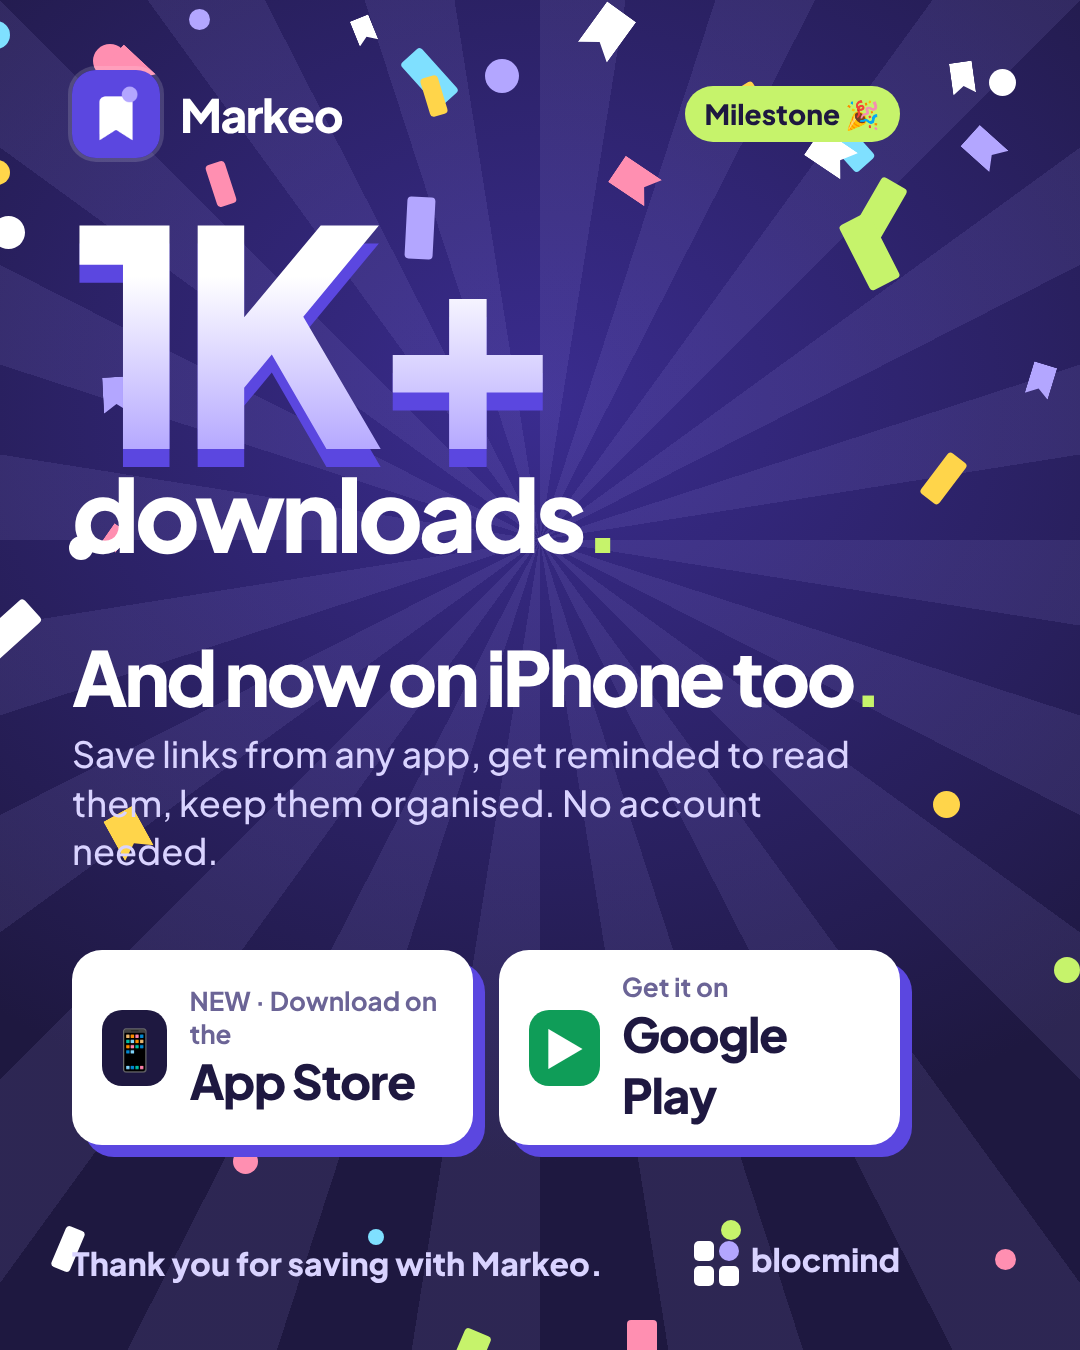 Markeo
Milestone 🎉
1K+
downloads.
And now on iPhone too.
Save links from any app, get reminded to read
them, keep them organised. No account
needed.
NEW · Download on
the
App Store
Get it on
Google
Play
Thank you for saving with Markeo.
blocmind